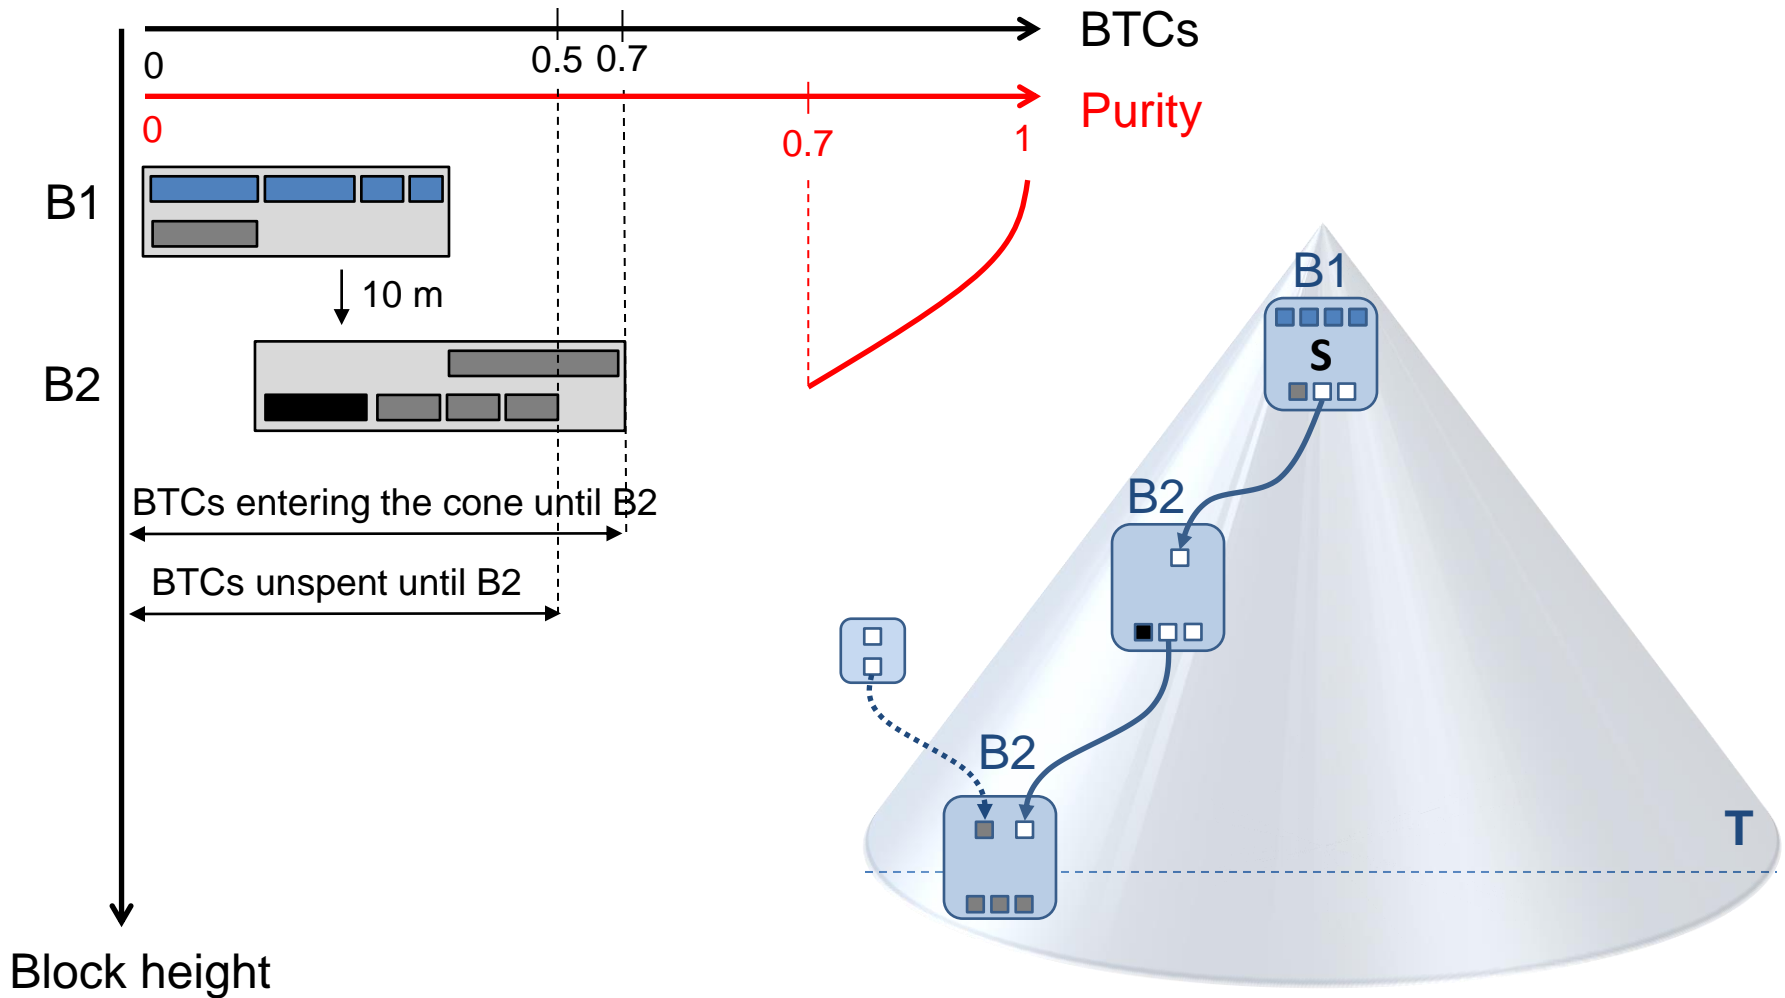 BTCs
0
0.5
0.7
Purity
0
0.7
1
B1
10 m
B2
BTCs entering the cone until B2
BTCs unspent until B2
Block height
B1
S
B2
B2
T